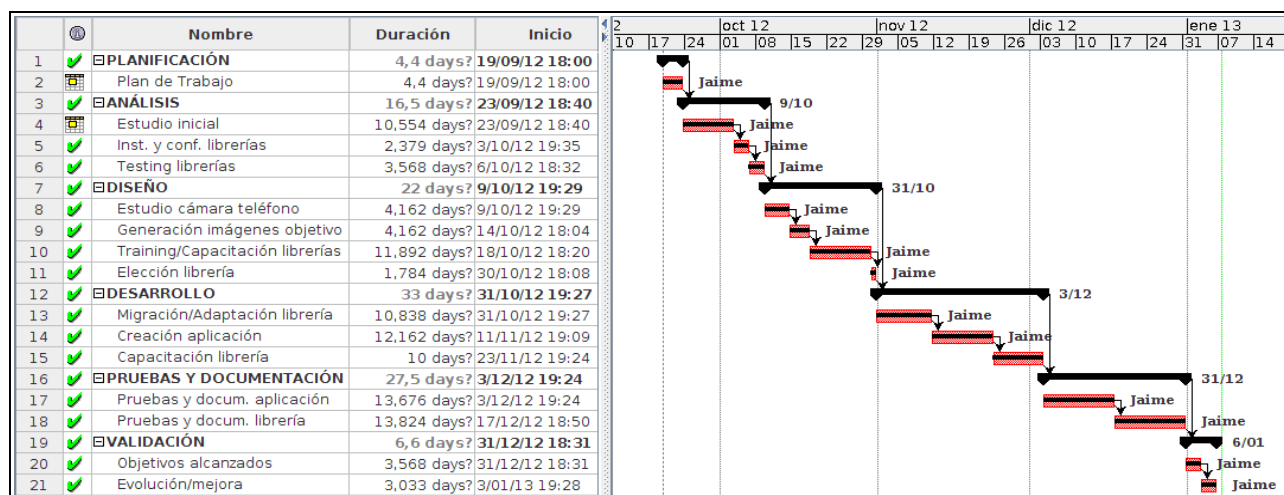 Nombre Duración Inicio
2 oct 12 nov 12 dic 12 ene 13
10 17 24 01 08 15 22 29 05 12 19 26 03 10 17 24 31 07 14
1 PLANIFICACIÓN 4,4 days? 19/09/12 18:00
2 Plan de Trabajo 4,4 days? 19/09/12 18:00 Jaime
3 ANÁLISIS 16,5 days? 23/09/12 18:40 9/10
4 Estudio inicial 10,554 days? 23/09/12 18:40 Jaime
5 Inst. y conf. librerías 2,379 days? 3/10/12 19:35 Jaime
6 Testing librerías 3,568 days? 6/10/12 18:32 Jaime
7 DISEÑO 22 days? 9/10/12 19:29 31/10
8 Estudio cámara teléfono 4,162 days? 9/10/12 19:29 Jaime
9 Generación imágenes objetivo 4,162 days? 14/10/12 18:04 Jaime
10 Training/Capacitación librerías 11,892 days? 18/10/12 18:20 Jaime
11 Elección librería 1,784 days? 30/10/12 18:08 Jaime
12 DESARROLLO 33 days? 31/10/12 19:27 3/12
13 Migración/Adaptación librería 10,838 days? 31/10/12 19:27 Jaime
14 Creación aplicación 12,162 days? 11/11/12 19:09 Jaime
15 Capacitación librería 10 days? 23/11/12 19:24 Jaime
16 PRUEBAS Y DOCUMENTACIÓN 27,5 days? 3/12/12 19:24 31/12
17 Pruebas y docum. aplicación 13,676 days? 3/12/12 19:24 Jaime
18 Pruebas y docum. librería 13,824 days? 17/12/12 18:50 Jaime
19 VALIDACIÓN 6,6 days? 31/12/12 18:31 6/01
20 Objetivos alcanzados 3,568 days? 31/12/12 18:31 Jaime
21 Evolución/mejora 3,033 days? 3/01/13 19:28 Jaime